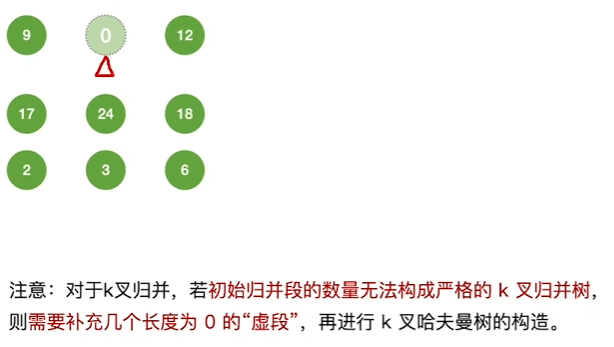 9 0 12
17 24 18
2 3 6
注意：对于k叉归并，若初始归并段的数量无法构成严格的 k 叉归并树，
则需要补充几个长度为 0 的“虚段”，再进行 k 叉哈夫曼树的构造。